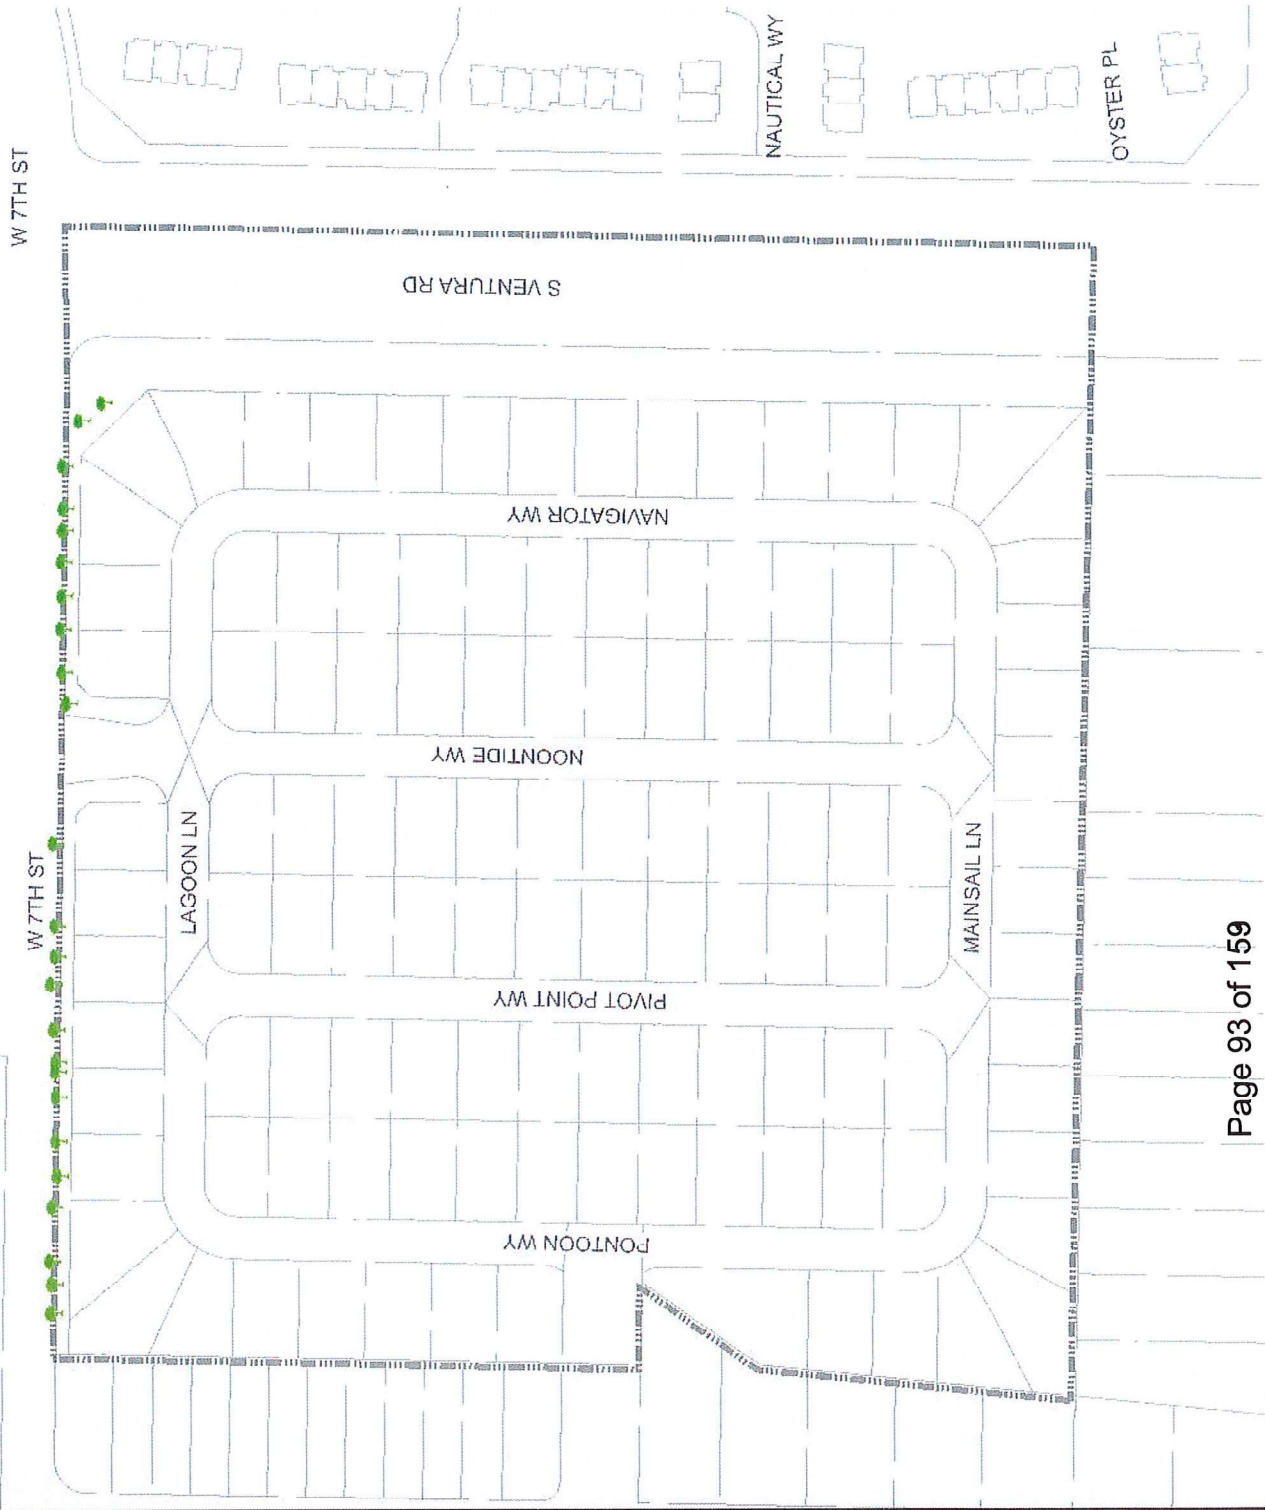 W 7TH ST
NAUTICAL WY
OYSTER PL
S VENTURA RD
NAVIGATOR WY
NOONTIDE WY
W 7TH ST
LAGOON LN
MAINSAIL LN
PIVOT POINT WY
PONTOON WY
Page 93 of 159